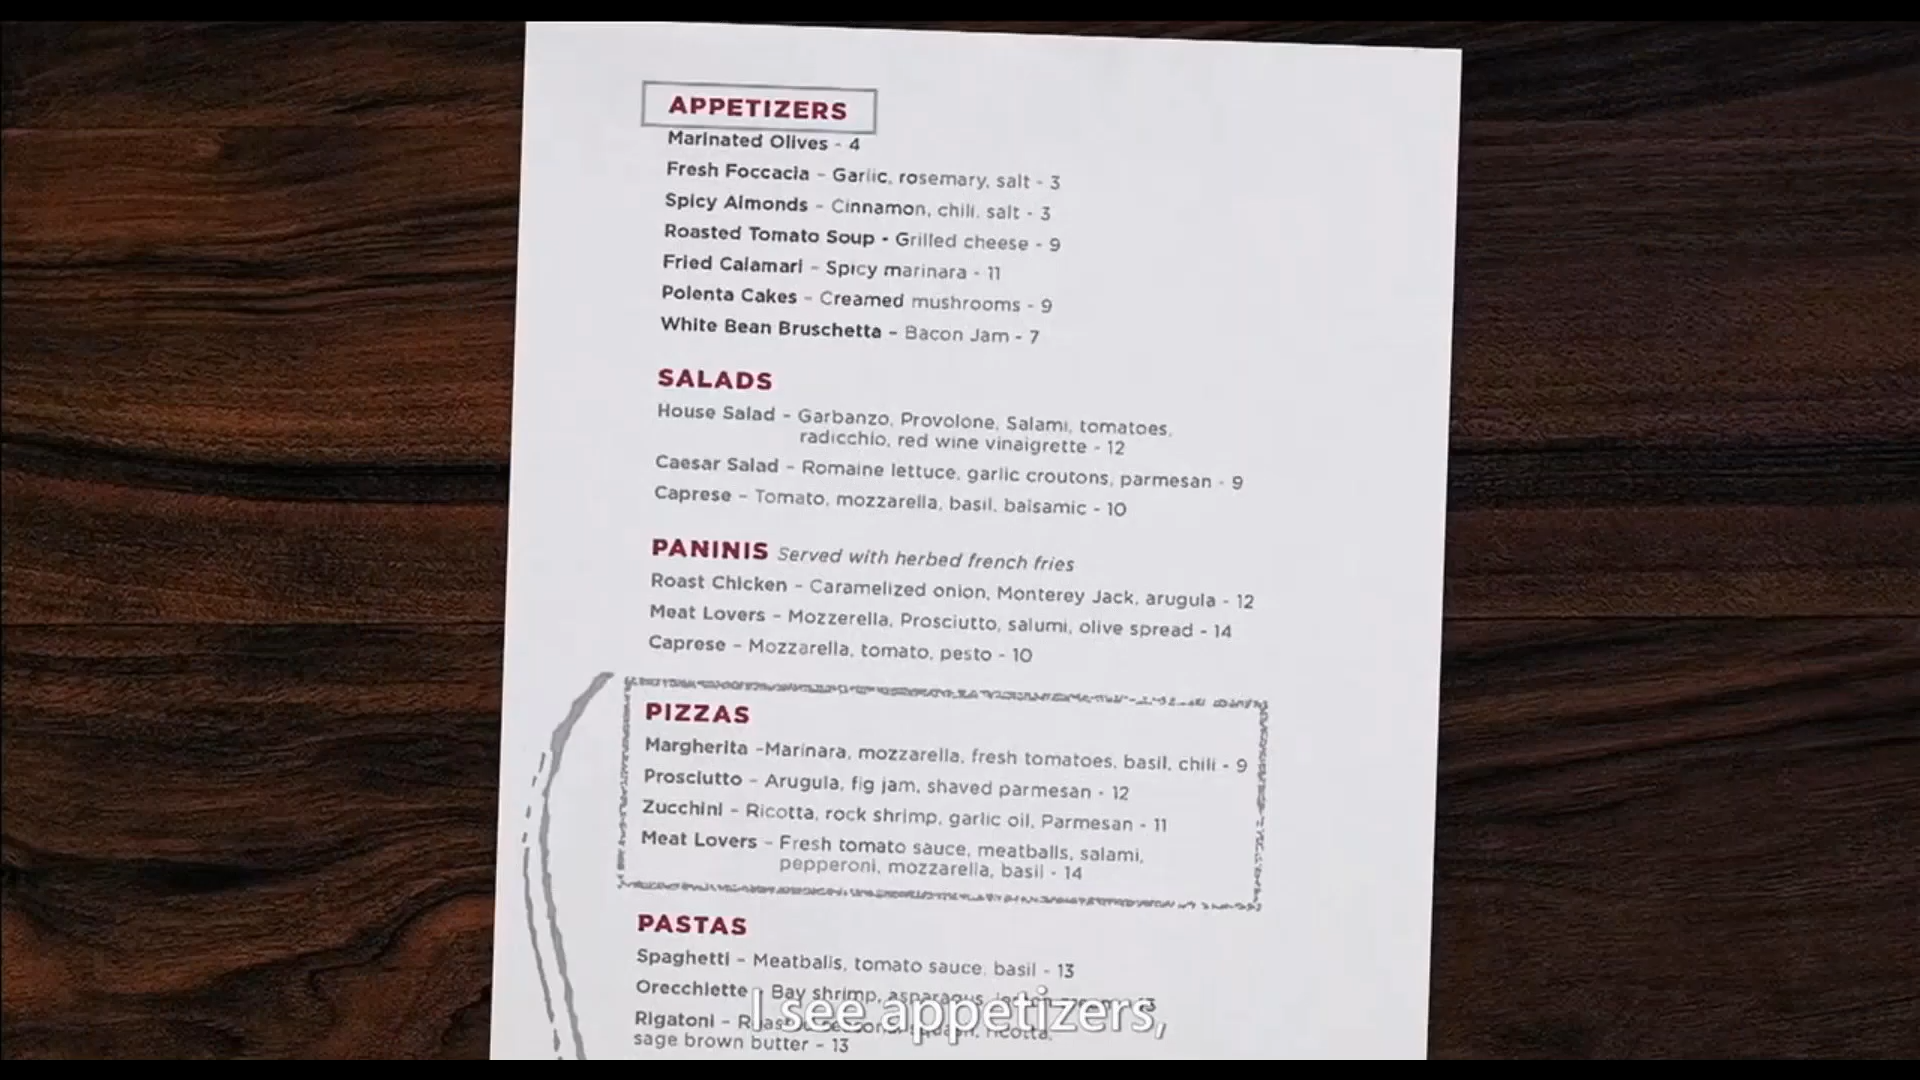 APPETIZERS
Marinated Olives - 4
Fresh Foccacia - Garlic, rosemary, salt - 3
Spicy Almonds - Cinnamon, chili, salt - 3
Roasted Tomato Soup - Grilled cheese - 9
Fried Calamari - Spicy marinara - 11
Polenta Cakes - Creamed mushrooms - 9
White Bean Bruschetta - Bacon Jam - 7
SALADS
House Salad - Garbanzo, Provolone, Salami, tomatoes,
radicchio, red wine vinaigrette - 12
Caesar Salad - Romaine lettuce, garlic croutons, parmesan - 9
Caprese - Tomato, mozzarella, basil, balsamic - 10
PANINIS Served with herbed french fries
Roast Chicken - Caramelized onion, Monterey Jack, arugula - 12
Meat Lovers - Mozzerella, Prosciutto, salumi, olive spread - 14
Caprese - Mozzarella, tomato, pesto - 10
PIZZAS
Margherita -Marinara, mozzarella, fresh tomatoes, basil, chili - 9
Prosciutto - Arugula, fig jam, shaved parmesan - 12
Zucchini - Ricotta, rock shrimp, garlic oil, Parmesan - 11
Meat Lovers - Fresh tomato sauce, meatballs, salami,
pepperoni, mozzarella, basil - 14
PASTAS
Spaghetti - Meatballs, tomato sauce, basil - 13
Orecchiette - Bay shrimp, asparagus,
Rigatoni - ricotta,
sage brown butter - 13
I see appetizers,